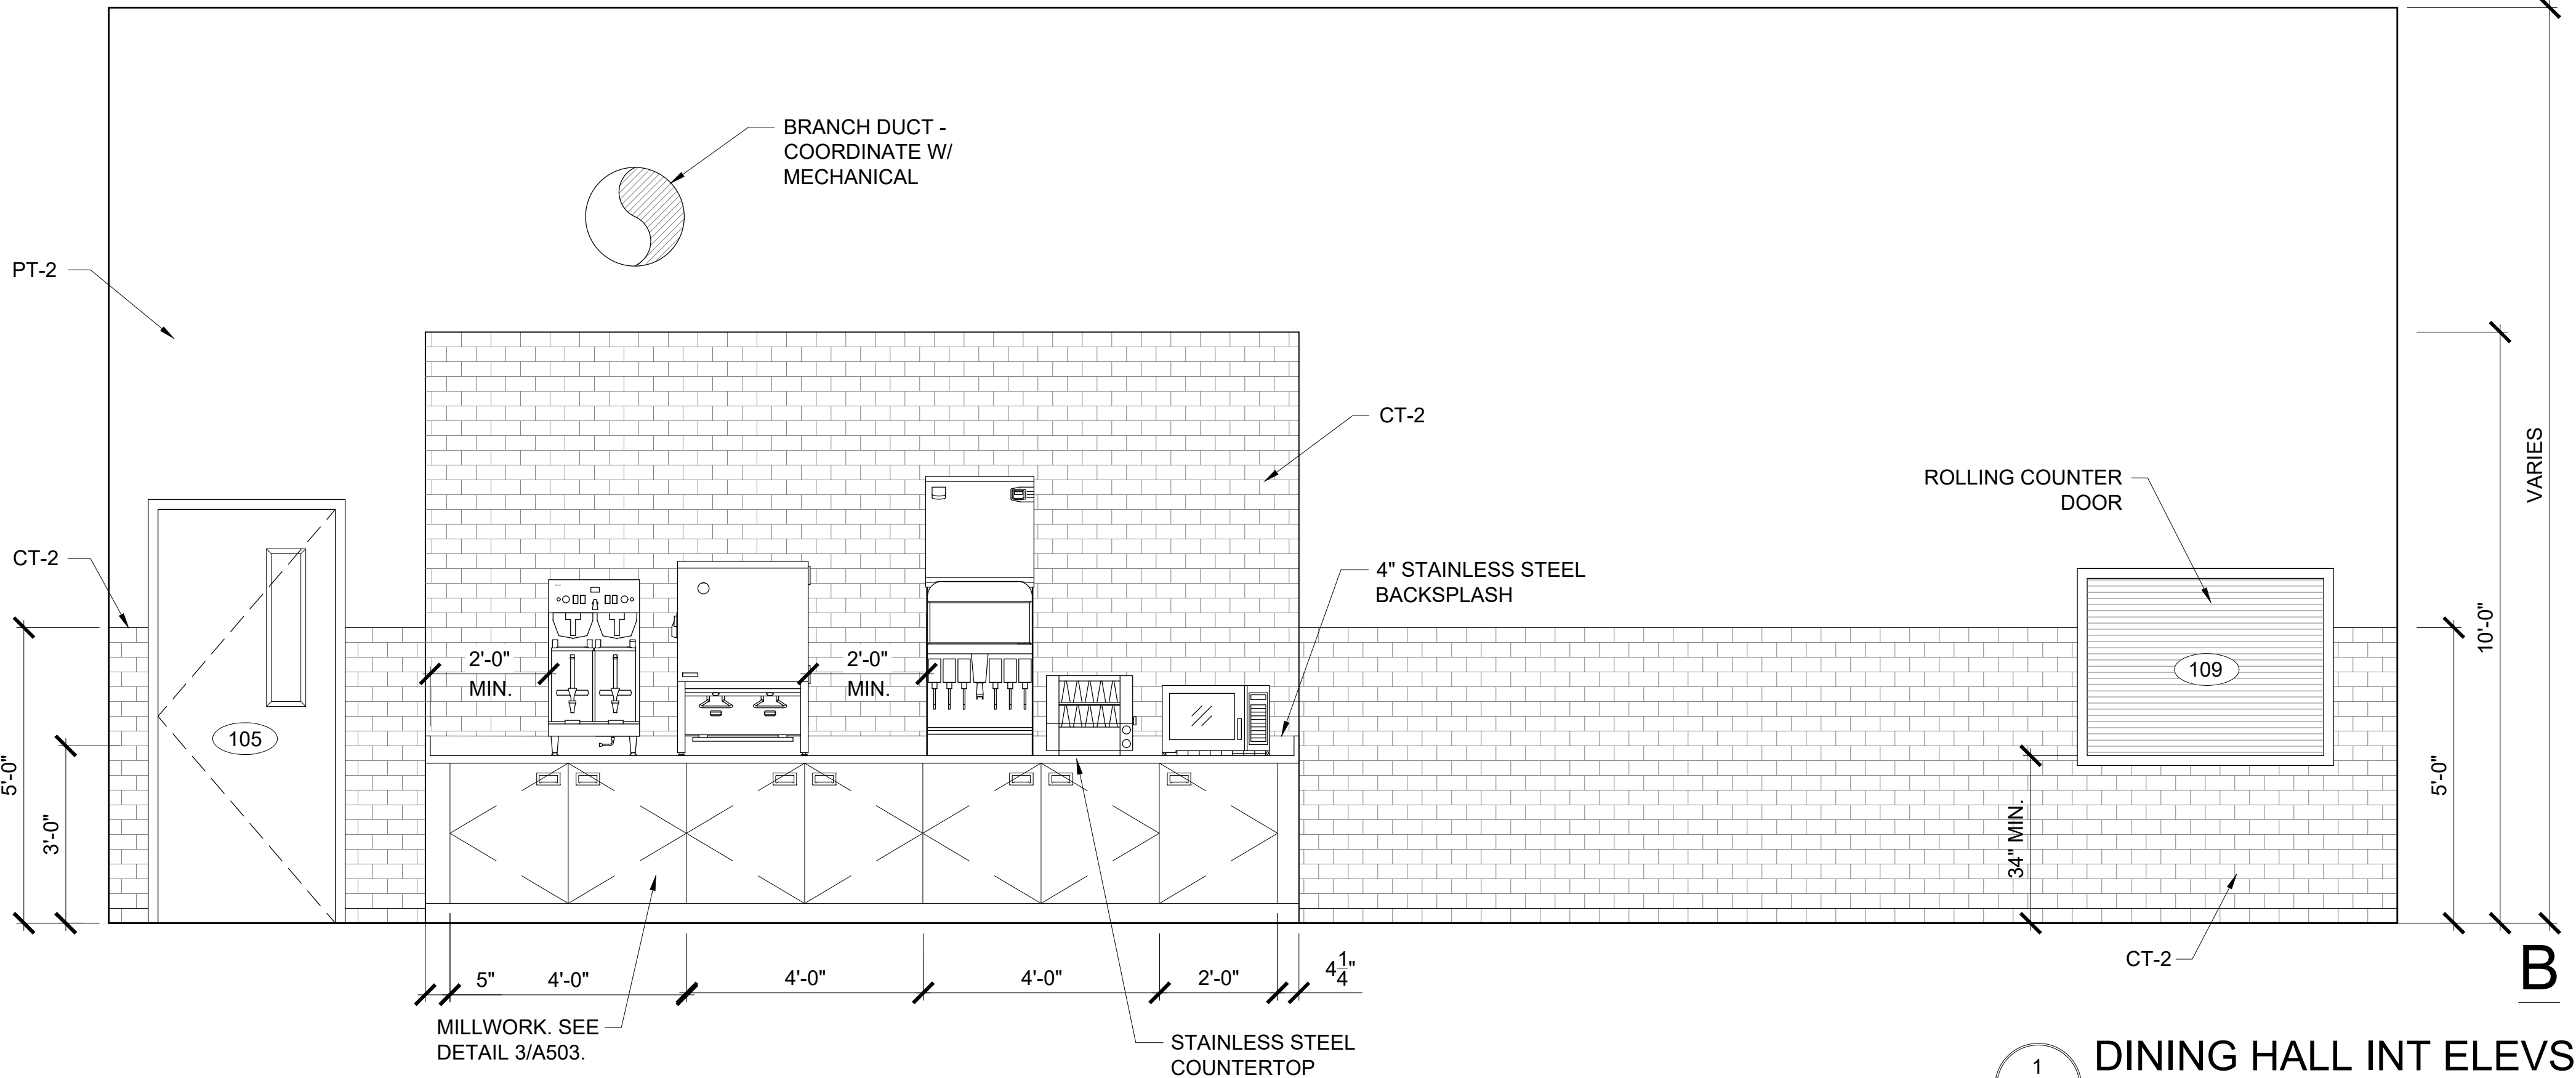 BRANCH DUCT -
COORDINATE W/
MECHANICAL
PT-2
CT-2
CT-2
ROLLING COUNTER
DOOR
VARIES
4" STAINLESS STEEL
BACKSPLASH
10'-0"
2'-0"
MIN.
2'-0"
MIN.
109
105
5'-0"
3'-0"
5'-0"
34" MIN.
5"
4'-0"
4'-0"
4'-0"
2'-0"
4 1/4"
CT-2
B
MILLWORK. SEE
DETAIL 3/A503.
STAINLESS STEEL
COUNTERTOP
1
DINING HALL INT ELEVS